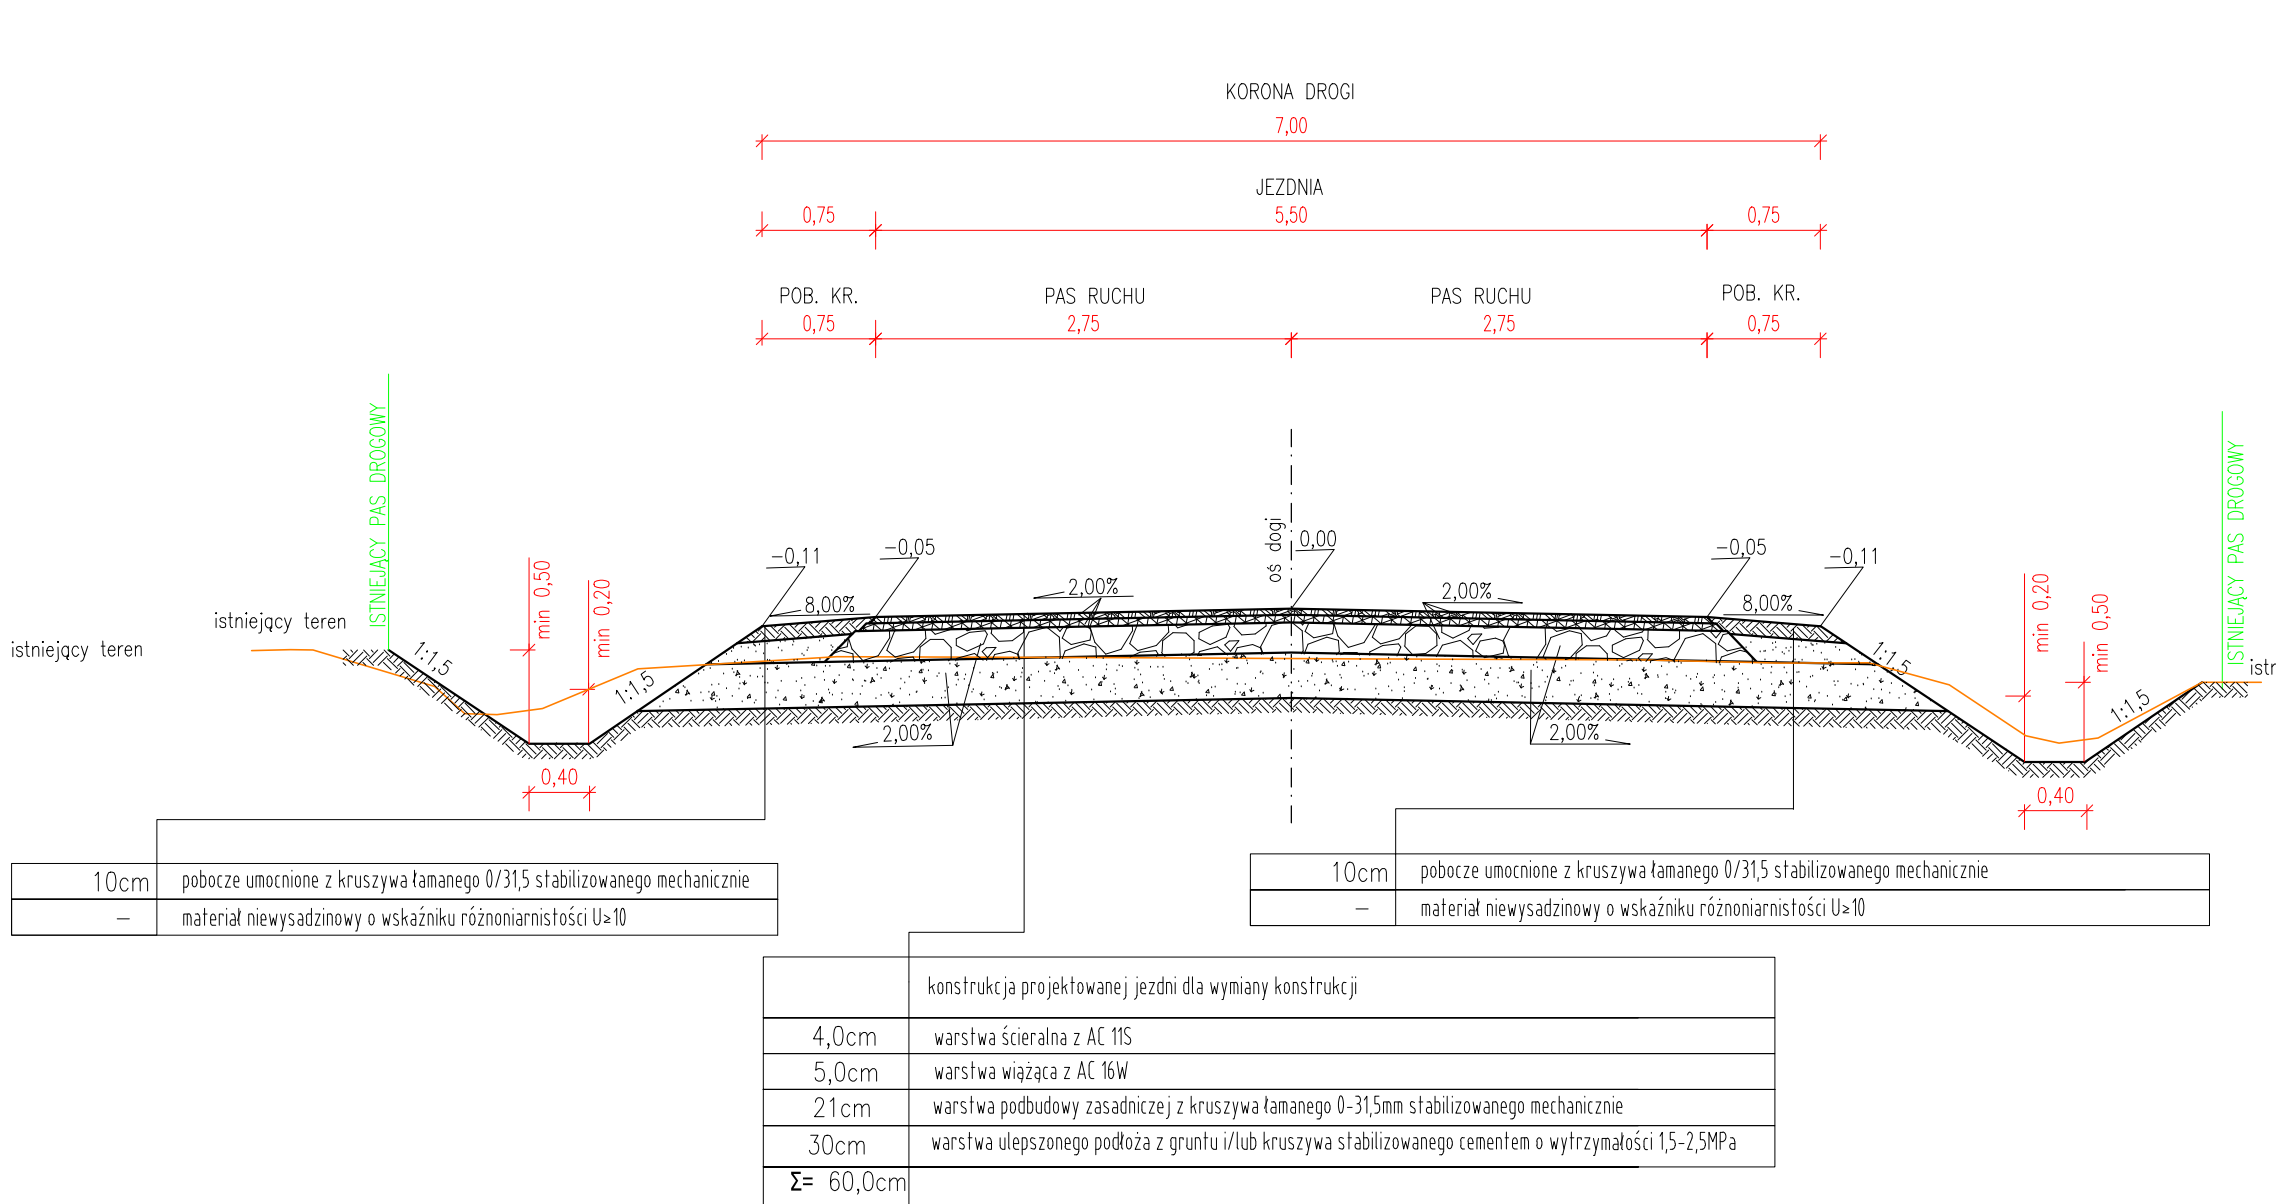 KORONA DROGI
7,00
JEZDNIA
0,75 5,50 0,75
POB. KR. PAS RUCHU PAS RUCHU POB. KR.
0,75 2,75 2,75 0,75
ISTNIEJĄCY PAS DROGOWY
ISTNIEJĄCY PAS DROGOWY
oś dogi
0,00
-0,11 -0,05 -0,05 -0,11
min 0,50
min 0,20
min 0,20
min 0,50
8,00% 2,00% 2,00% 8,00%
istniejący teren
istniejący teren
istr
1:1,5 1:1,5 1:1,5 1:1,5
2,00% 2,00%
0,40 0,40
10cm pobocze umocnione z kruszywa łamanego 0/31,5 stabilizowanego mechanicznie
– materiał niewysadzinowy o wskaźniku różnoniarnistości U≥10
10cm pobocze umocnione z kruszywa łamanego 0/31,5 stabilizowanego mechanicznie
– materiał niewysadzinowy o wskaźniku różnoniarnistości U≥10
konstrukcja projektowanej jezdni dla wymiany konstrukcji
4,0cm warstwa ścieralna z AC 11S
5,0cm warstwa wiążąca z AC 16W
21cm warstwa podbudowy zasadniczej z kruszywa łamanego 0-31,5mm stabilizowanego mechanicznie
30cm warstwa ulepszonego podłoża z gruntu i/lub kruszywa stabilizowanego cementem o wytrzymałości 1,5-2,5MPa
Σ= 60,0cm